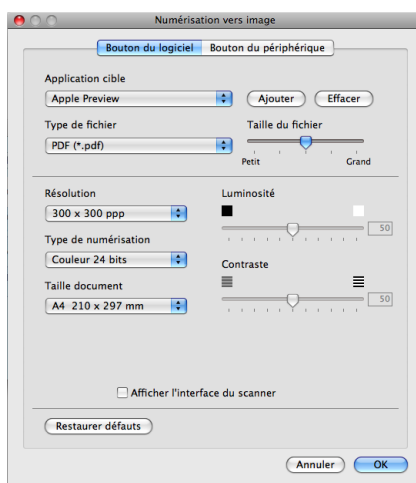 Numérisation vers image
Bouton du logiciel Bouton du périphérique
Application cible
Apple Preview Ajouter Effacer
Type de fichier Taille du fichier
PDF (*.pdf)
Petit Grand
Résolution Luminosité
300 x 300 ppp
50
Type de numérisation
Couleur 24 bits
Contraste
Taille document
A4 210 x 297 mm 50
Afficher l'interface du scanner
Restaurer défauts
Annuler OK